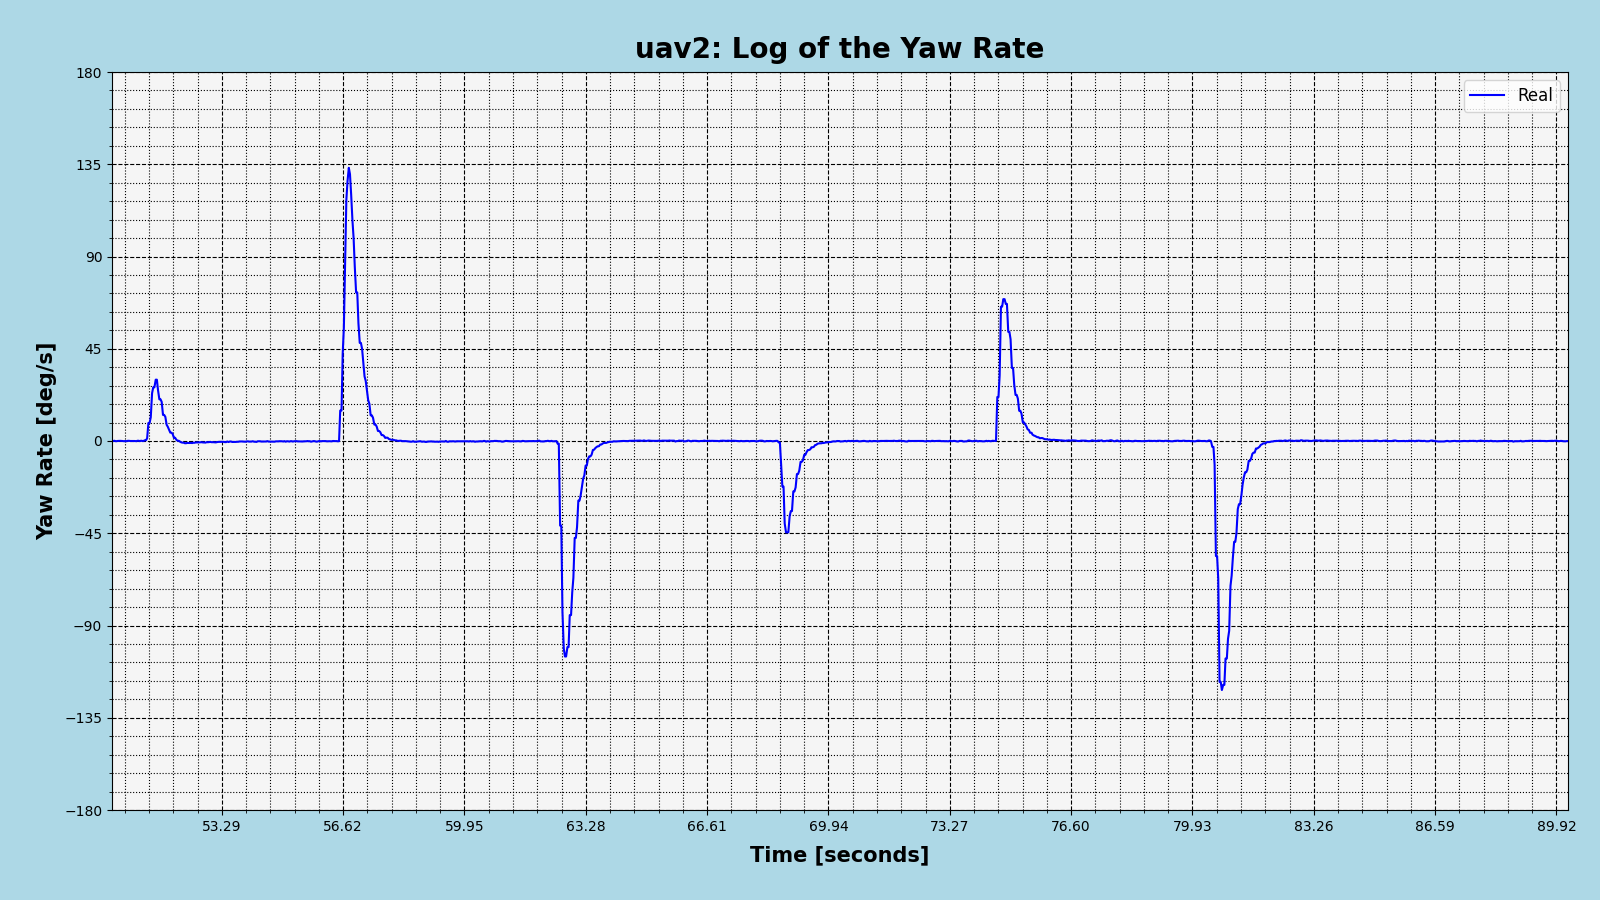 uav2: Log of the Yaw Rate
Real
Yaw Rate [deg/s]
180
135
90
45
0
−45
−90
−135
−180
53.29 56.62 59.95 63.28 66.61 69.94 73.27 76.60 79.93 83.26 86.59 89.92
Time [seconds]